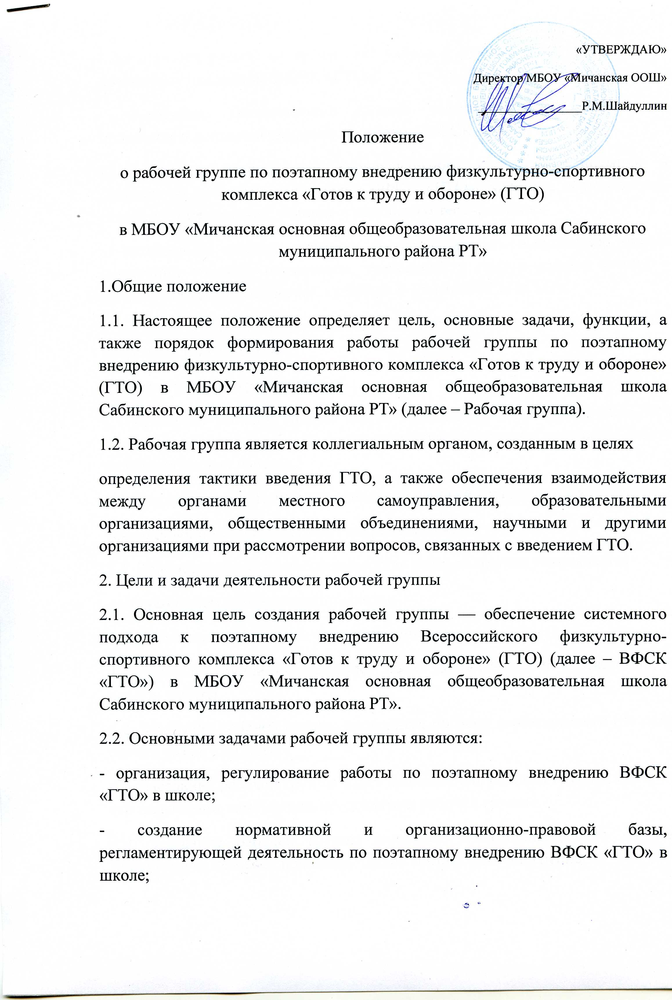 «УТВЕРЖДАЮ»
Директор МБОУ «Мичанская ООШ»
Р.М.Шайдуллин
Положение
о рабочей группе по поэтапному внедрению физкультурно-спортивного
комплекса «Готов к труду и обороне» (ГТО)
в МБОУ «Мичанская основная общеобразовательная школа Сабинского
муниципального района РТ»
1.Общие положение
1.1. Настоящее положение определяет цель, основные задачи, функции, а
также порядок формирования работы рабочей группы по поэтапному
внедрению физкультурно-спортивного комплекса «Готов к труду и обороне»
(ГТО) в МБОУ «Мичанская основная общеобразовательная школа
Сабинского муниципального района РТ» (далее – Рабочая группа).
1.2. Рабочая группа является коллегиальным органом, созданным в целях
определения тактики введения ГТО, а также обеспечения взаимодействия
между органами местного самоуправления, образовательными
организациями, общественными объединениями, научными и другими
организациями при рассмотрении вопросов, связанных с введением ГТО.
2. Цели и задачи деятельности рабочей группы
2.1. Основная цель создания рабочей группы — обеспечение системного
подхода к поэтапному внедрению Всероссийского физкультурно-
спортивного комплекса «Готов к труду и обороне» (ГТО) (далее – ВФСК
«ГТО») в МБОУ «Мичанская основная общеобразовательная школа
Сабинского муниципального района РТ».
2.2. Основными задачами рабочей группы являются:
- организация, регулирование работы по поэтапному внедрению ВФСК
«ГТО» в школе;
- создание нормативной и организационно-правовой базы,
регламентирующей деятельность по поэтапному внедрению ВФСК «ГТО» в
школе;